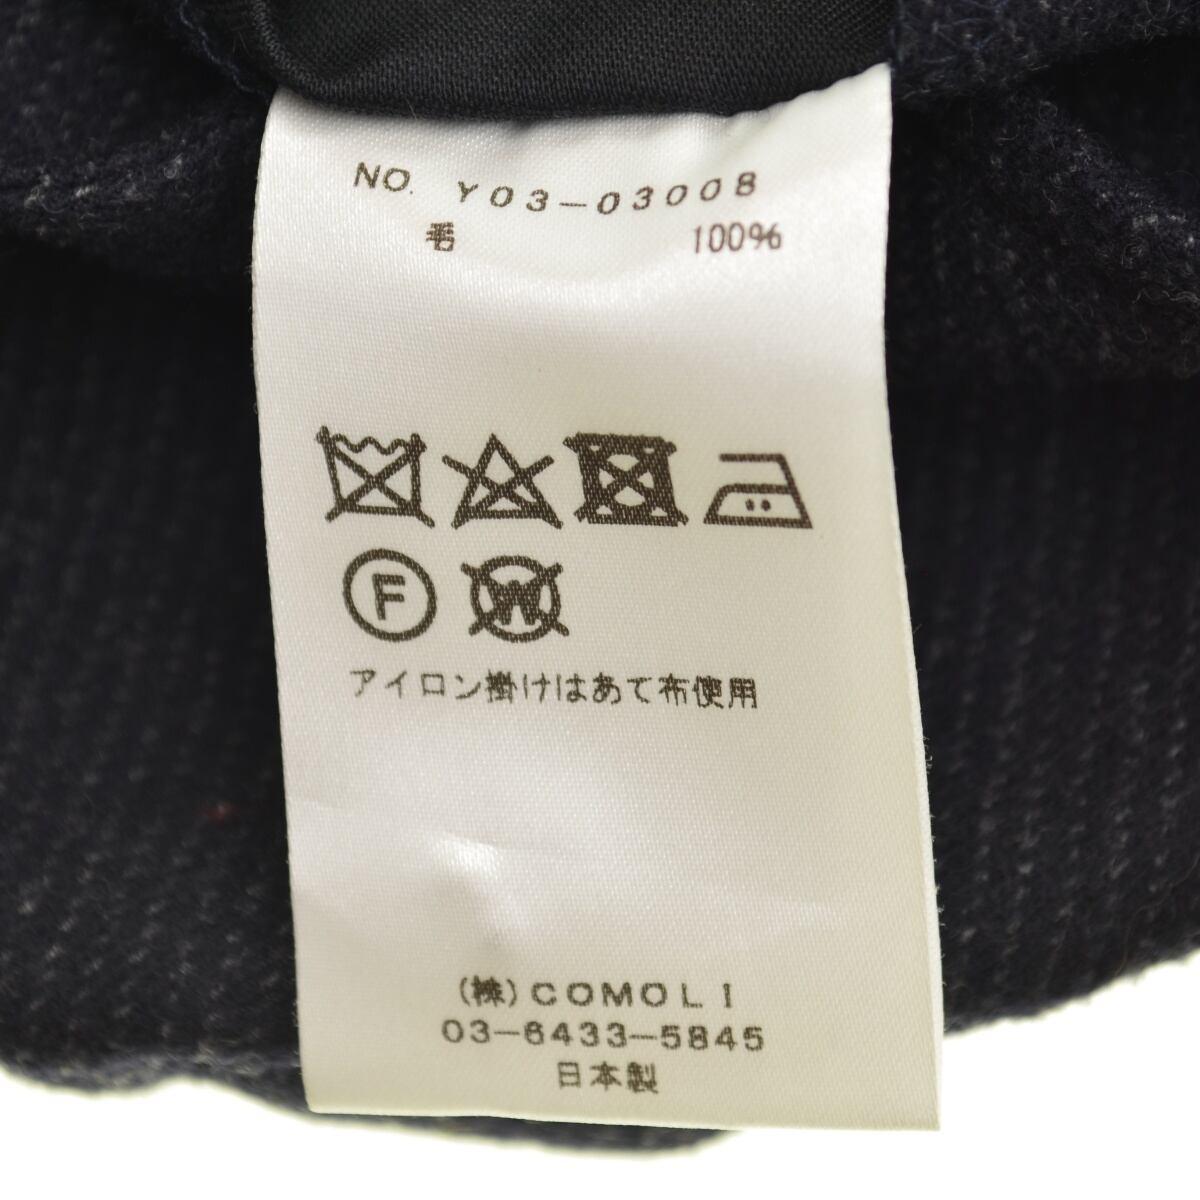 NO. Y03-03008
毛 100%
F W
アイロン掛けはあて布使用
(株)COMOLI
03-6433-5845
日本製